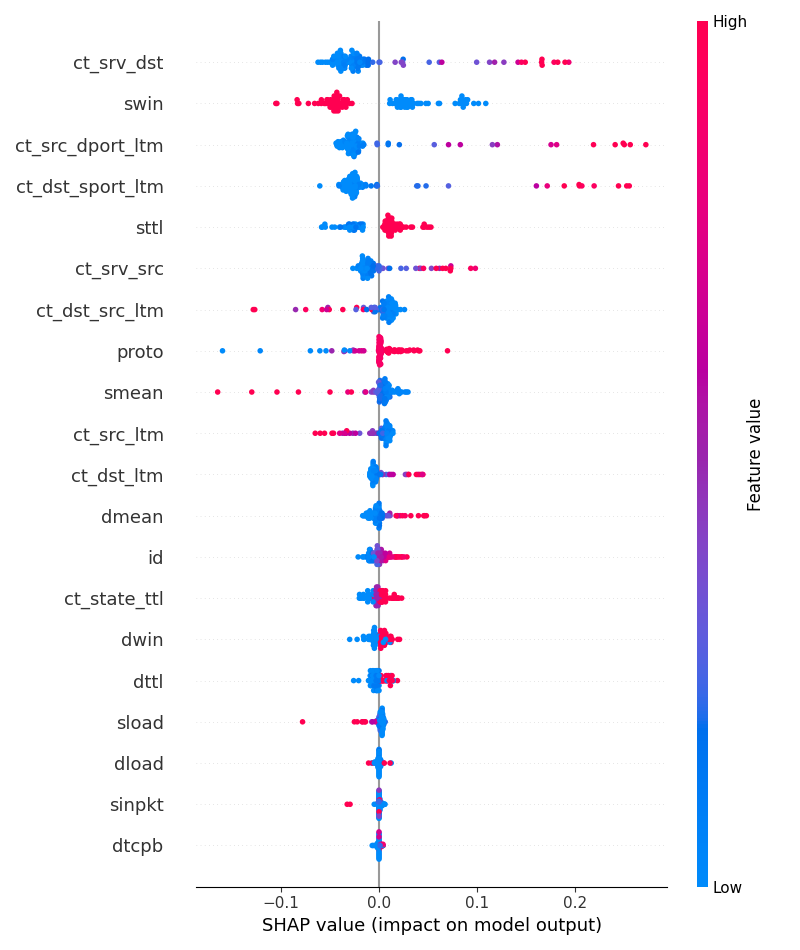 High
ct_srv_dst
swin
ct_src_dport_ltm
ct_dst_sport_ltm
sttl
ct_srv_src
ct_dst_src_ltm
proto
smean
ct_src_ltm
ct_dst_ltm
dmean
id
ct_state_ttl
dwin
dttl
sload
dload
sinpkt
dtcpb
Feature value
Low
−0.1 0.0 0.1 0.2
SHAP value (impact on model output)